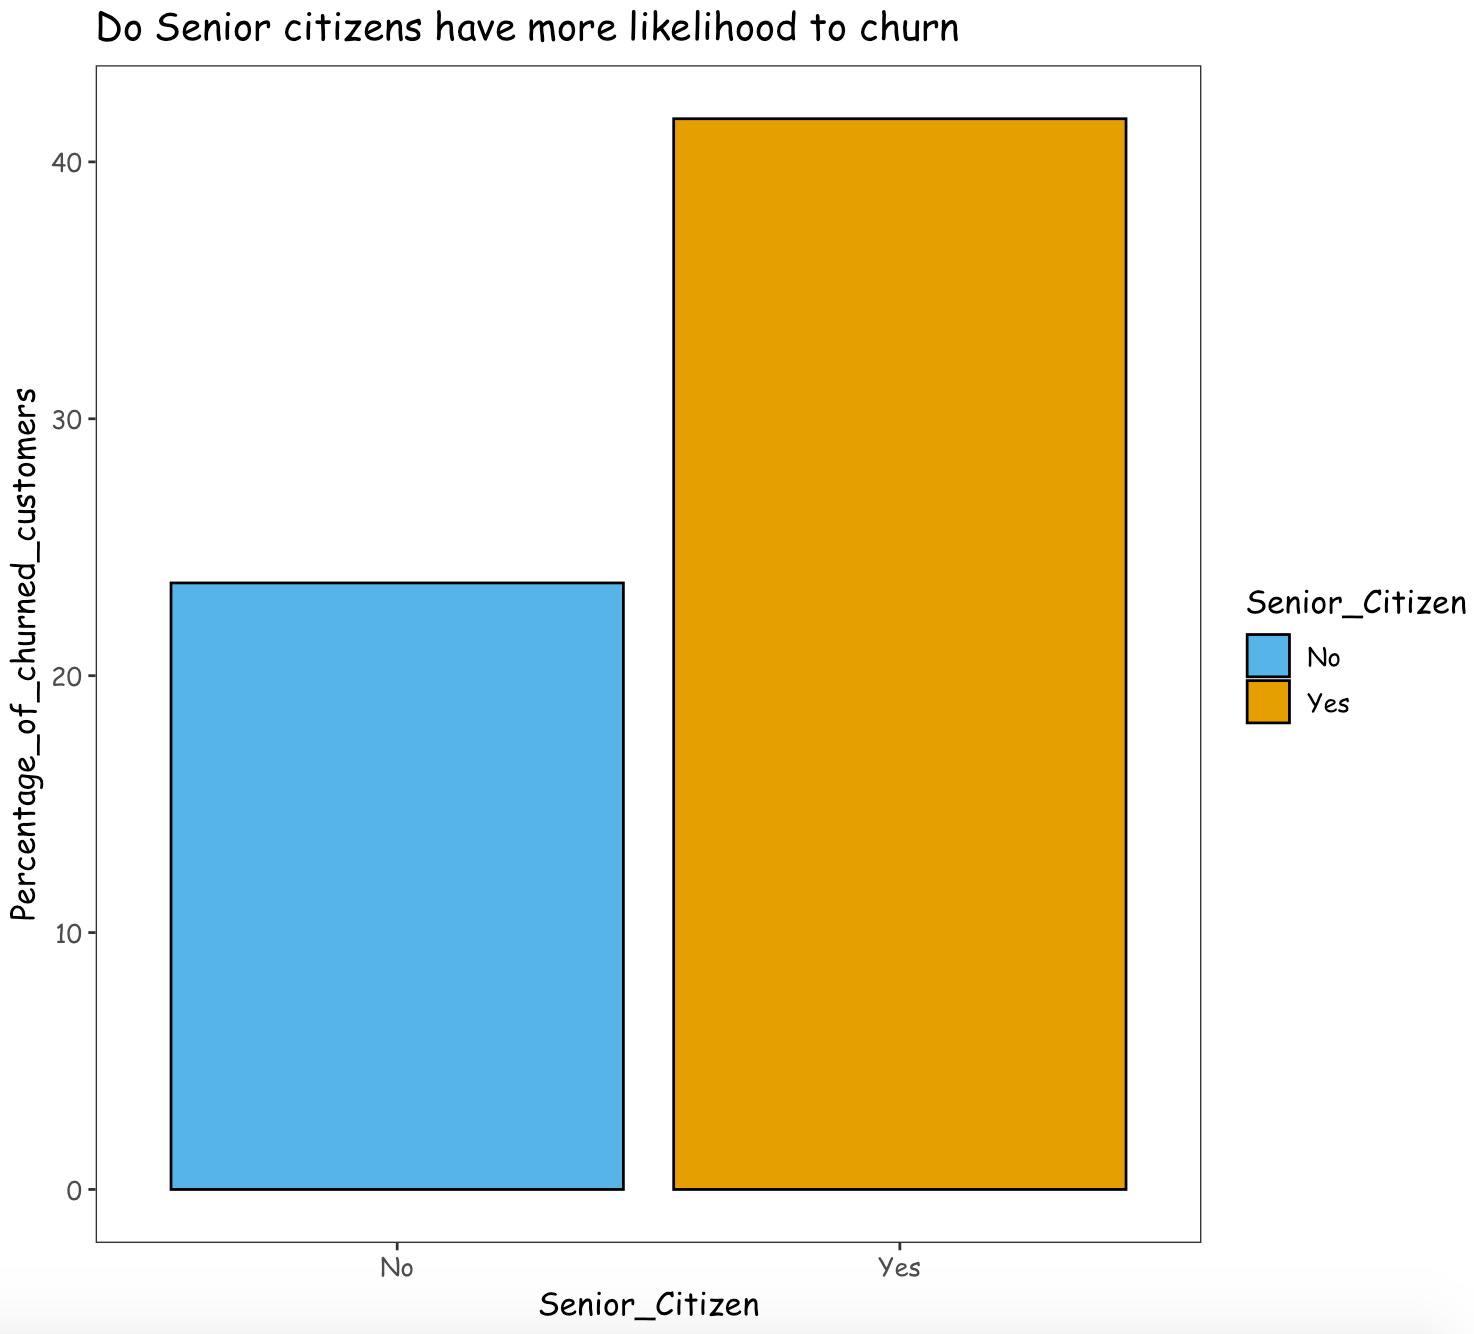 Do Senior citizens have more likelihood to churn
Percentage_of_churned_customers
40
30
20
10
0
No
Yes
Senior_Citizen
Senior_Citizen
No
Yes